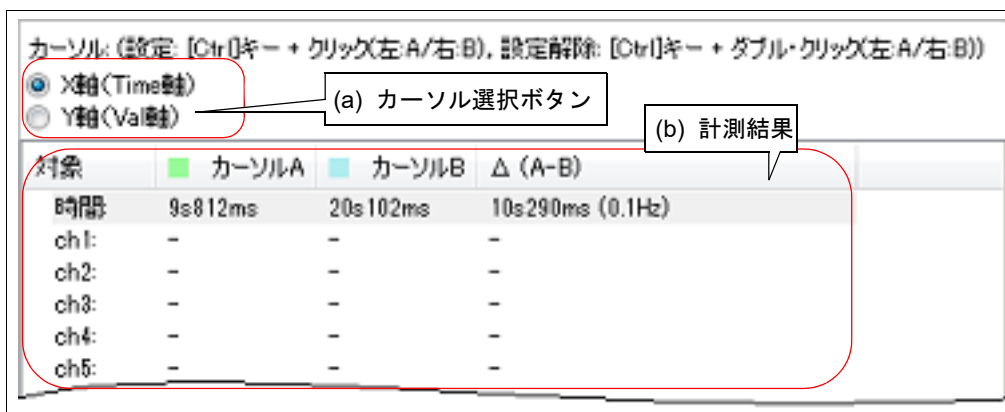 カーソル: (設定: [Ctrl]キー + クリック(左:A/右:B), 設定解除: [Ctrl]キー + ダブル・クリック(左:A/右:B))
X軸(Time軸)
Y軸(Val軸)
(a) カーソル選択ボタン
(b) 計測結果
対象 カーソルA カーソルB Δ (A-B)
時間: 9s812ms 20s102ms 10s290ms (0.1Hz)
ch1: - - -
ch2: - - -
ch3: - - -
ch4: - - -
ch5: - - -